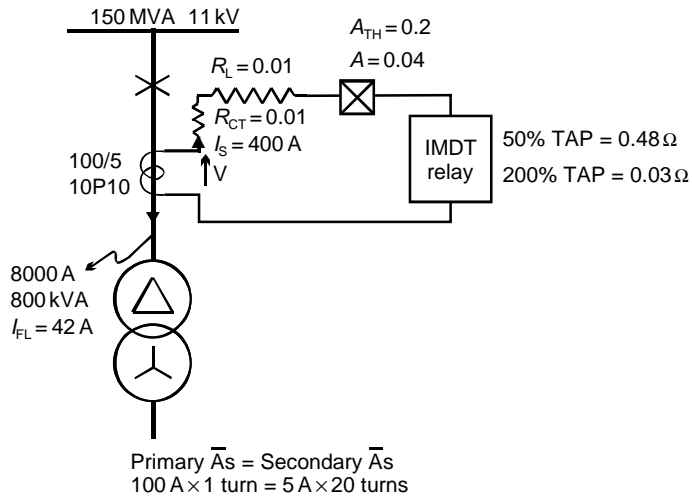 150 MVA 11 kV
A_TH = 0.2
A = 0.04
R_L = 0.01
R_CT = 0.01
I_S = 400 A
V
100/5
10P10
IMDT
relay
50% TAP = 0.48 Ω
200% TAP = 0.03 Ω
8000 A
800 kVA
I_FL = 42 A
Primary A̅s = Secondary A̅s
100 A × 1 turn = 5 A × 20 turns